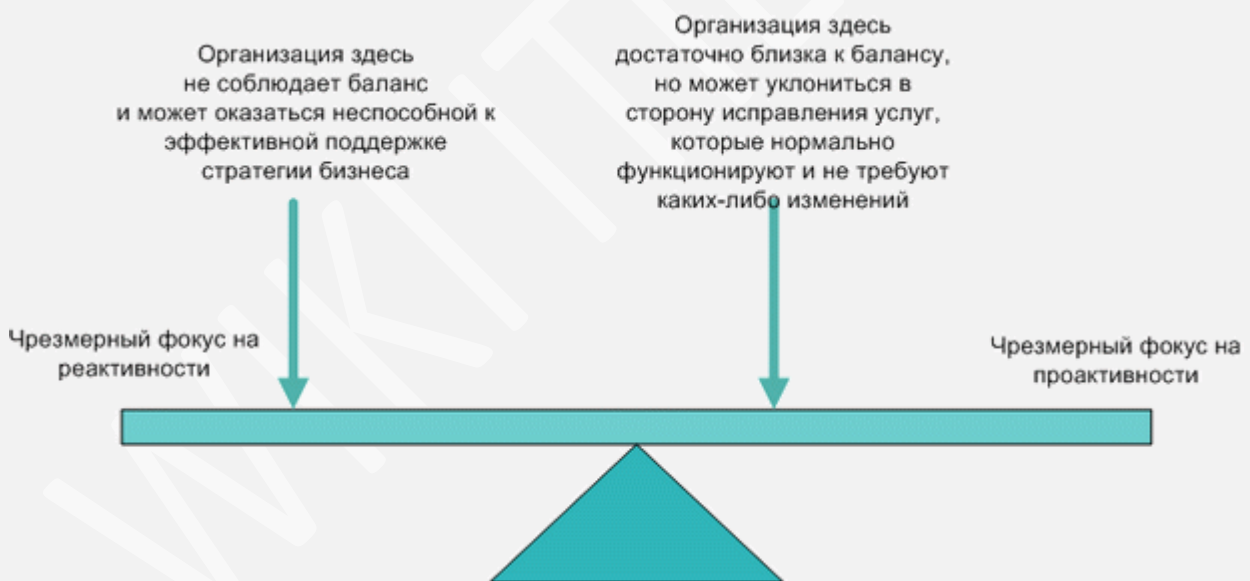 Организация здесь
не соблюдает баланс
и может оказаться неспособной к
эффективной поддержке
стратегии бизнеса
Организация здесь
достаточно близка к балансу,
но может уклониться в
сторону исправления услуг,
которые нормально
функционируют и не требуют
каких-либо изменений
Чрезмерный фокус на
реактивности
Чрезмерный фокус на
проактивности